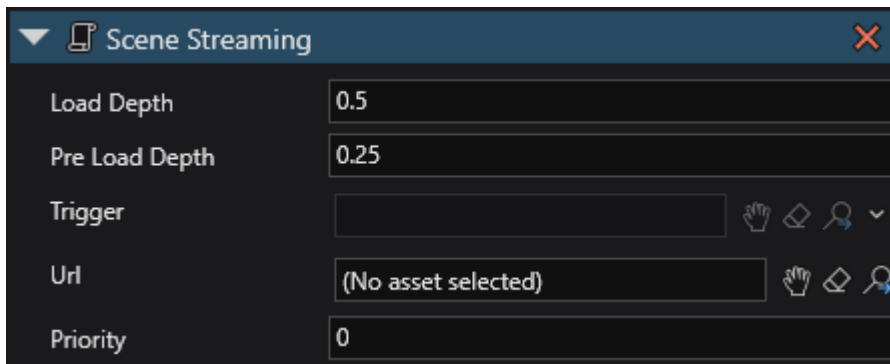 Scene Streaming
Load Depth 0.5
Pre Load Depth 0.25
Trigger
Url (No asset selected)
Priority 0